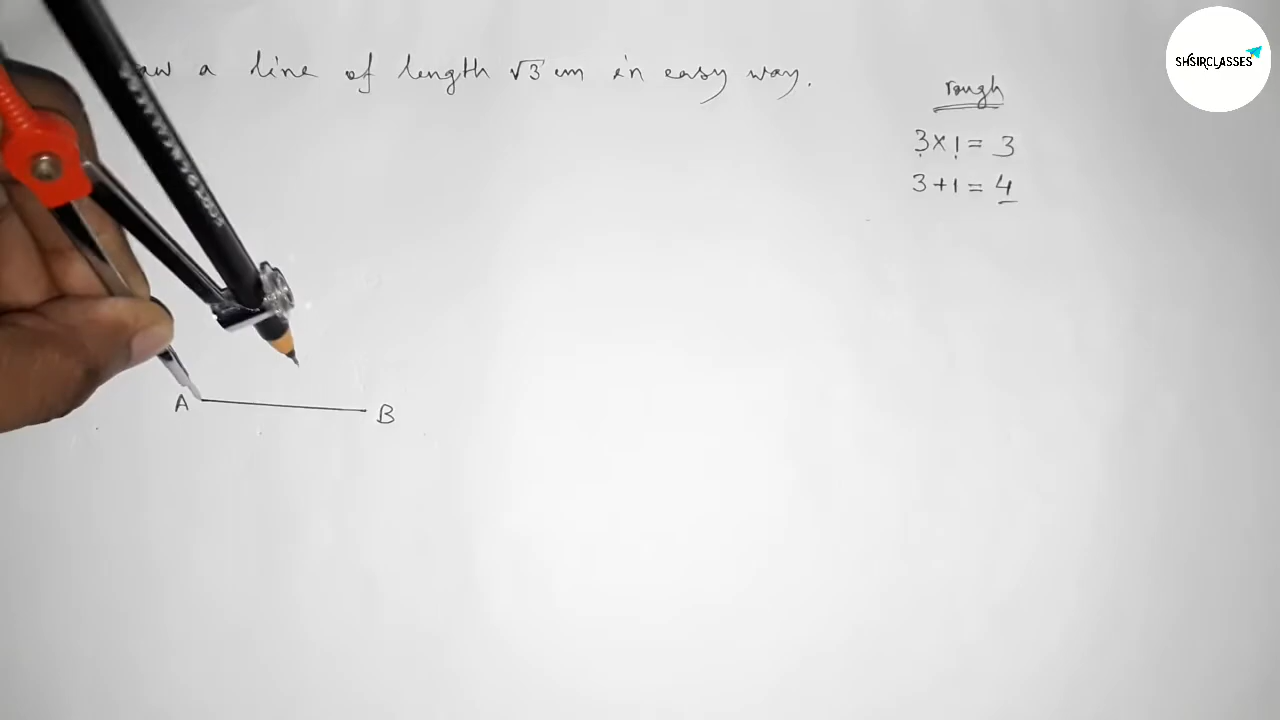 aw a line of length √3 cm in easy way.
rough
3×1= 3
3+1 = 4
A
B
SHSIRCLASSES